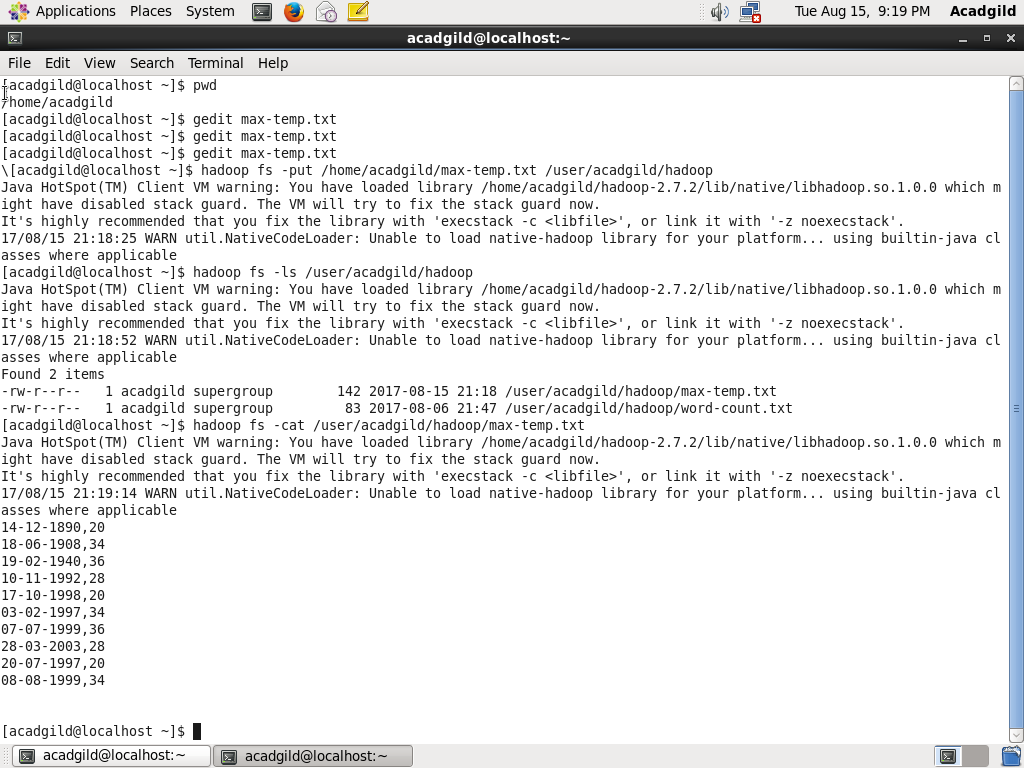 Applications Places System Tue Aug 15, 9:19 PM Acadgild
acadgild@localhost:~
File Edit View Search Terminal Help
[acadgild@localhost ~]$ pwd
/home/acadgild
[acadgild@localhost ~]$ gedit max-temp.txt
[acadgild@localhost ~]$ gedit max-temp.txt
[acadgild@localhost ~]$ gedit max-temp.txt
\[acadgild@localhost ~]$ hadoop fs -put /home/acadgild/max-temp.txt /user/acadgild/hadoop
Java HotSpot(TM) Client VM warning: You have loaded library /home/acadgild/hadoop-2.7.2/lib/native/libhadoop.so.1.0.0 which m
ight have disabled stack guard. The VM will try to fix the stack guard now.
It's highly recommended that you fix the library with 'execstack -c <libfile>', or link it with '-z noexecstack'.
17/08/15 21:18:25 WARN util.NativeCodeLoader: Unable to load native-hadoop library for your platform... using builtin-java cl
asses where applicable
[acadgild@localhost ~]$ hadoop fs -ls /user/acadgild/hadoop
Java HotSpot(TM) Client VM warning: You have loaded library /home/acadgild/hadoop-2.7.2/lib/native/libhadoop.so.1.0.0 which m
ight have disabled stack guard. The VM will try to fix the stack guard now.
It's highly recommended that you fix the library with 'execstack -c <libfile>', or link it with '-z noexecstack'.
17/08/15 21:18:52 WARN util.NativeCodeLoader: Unable to load native-hadoop library for your platform... using builtin-java cl
asses where applicable
Found 2 items
-rw-r--r--   1 acadgild supergroup        142 2017-08-15 21:18 /user/acadgild/hadoop/max-temp.txt
-rw-r--r--   1 acadgild supergroup         83 2017-08-06 21:47 /user/acadgild/hadoop/word-count.txt
[acadgild@localhost ~]$ hadoop fs -cat /user/acadgild/hadoop/max-temp.txt
Java HotSpot(TM) Client VM warning: You have loaded library /home/acadgild/hadoop-2.7.2/lib/native/libhadoop.so.1.0.0 which m
ight have disabled stack guard. The VM will try to fix the stack guard now.
It's highly recommended that you fix the library with 'execstack -c <libfile>', or link it with '-z noexecstack'.
17/08/15 21:19:14 WARN util.NativeCodeLoader: Unable to load native-hadoop library for your platform... using builtin-java cl
asses where applicable
14-12-1890,20
18-06-1908,34
19-02-1940,36
10-11-1992,28
17-10-1998,20
03-02-1997,34
07-07-1999,36
28-03-2003,28
20-07-1997,20
08-08-1999,34
[acadgild@localhost ~]$
acadgild@localhost:~ acadgild@localhost:~